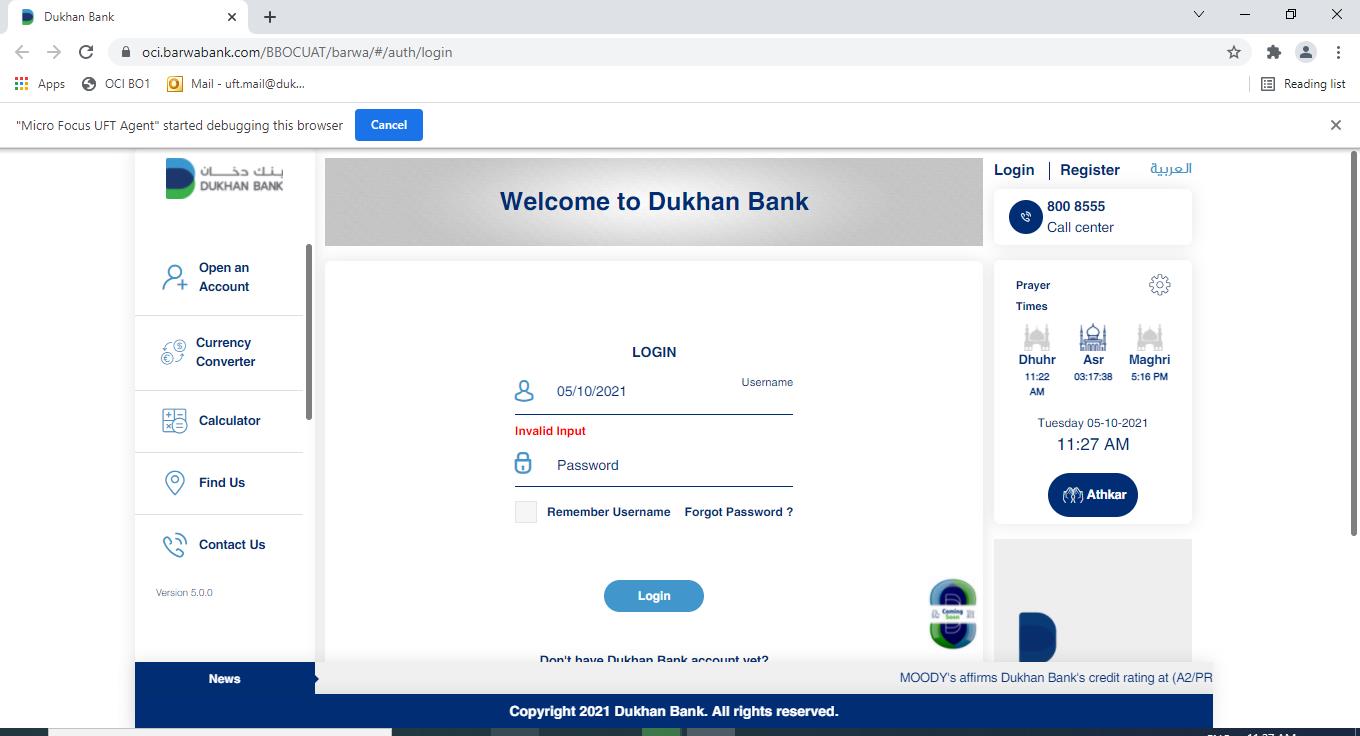 Dukhan Bank
oci.barwabank.com/BBOCUAT/barwa/#/auth/login
Apps
OCI BO1
Mail - uft.mail@duk...
Reading list
"Micro Focus UFT Agent" started debugging this browser
Cancel
بنك دخان
DUKHAN BANK
Open an
Account
Currency
Converter
Calculator
Find Us
Contact Us
Version 5.0.0
Welcome to Dukhan Bank
LOGIN
Username
05/10/2021
Invalid Input
Password
Remember Username
Forgot Password ?
Login
Don't have Dukhan Bank account yet?
Login
Register
العربية
800 8555
Call center
Prayer
Times
Dhuhr
11:22
AM
Asr
03:17:38
Maghri
5:16 PM
Tuesday 05-10-2021
11:27 AM
Athkar
Coming
Soon
News
MOODY's affirms Dukhan Bank's credit rating at (A2/PR
Copyright 2021 Dukhan Bank. All rights reserved.